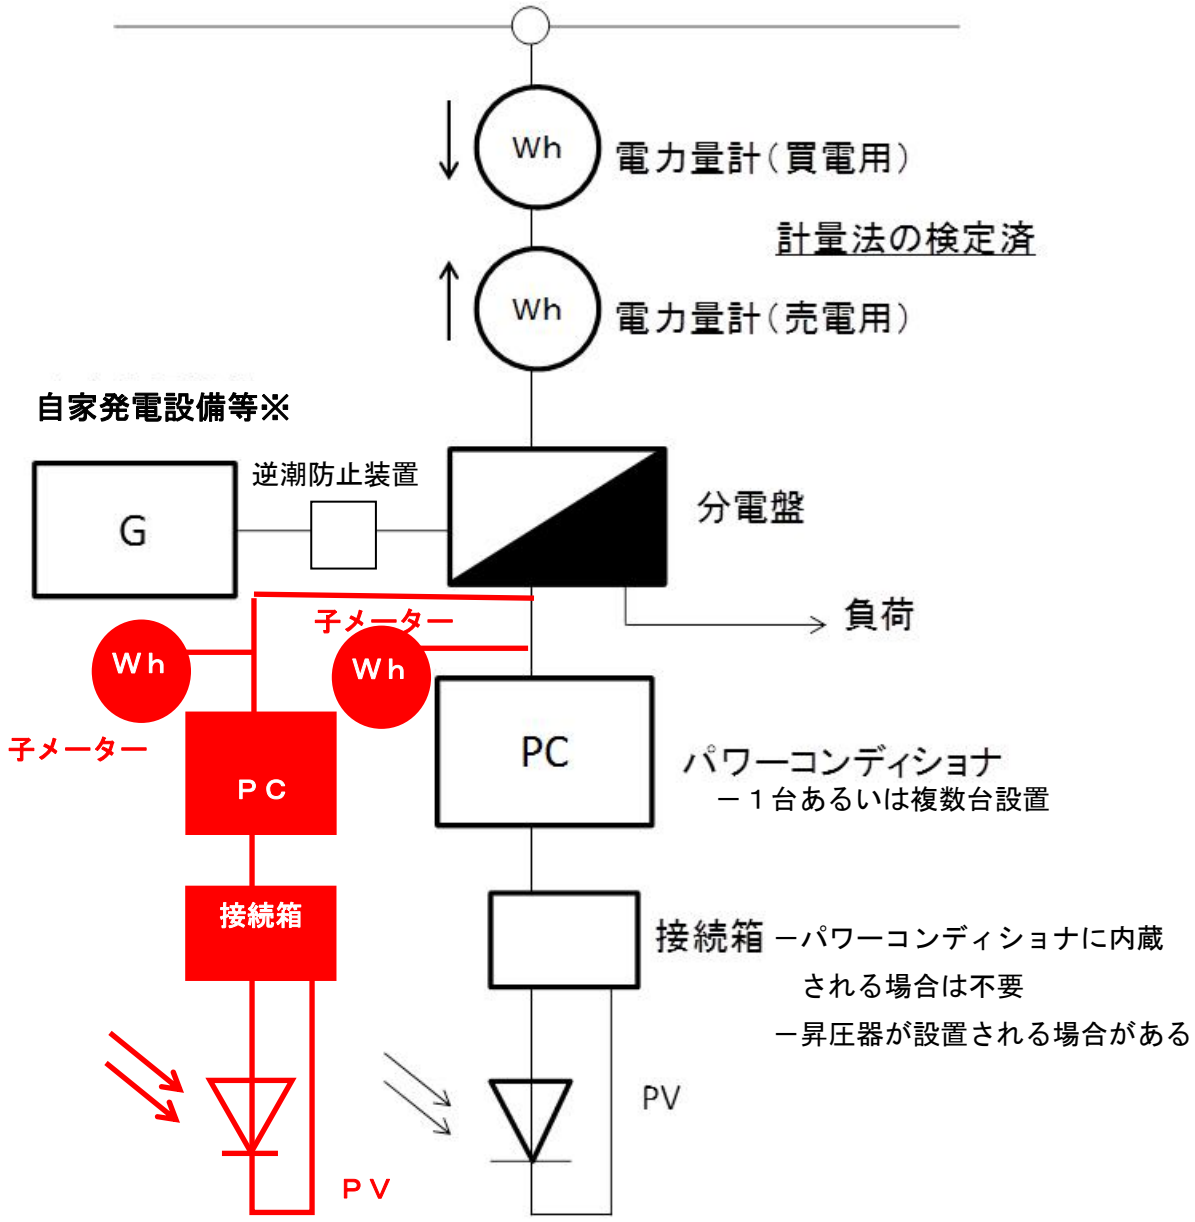 Wh
電力量計(買電用)
計量法の検定済
Wh
電力量計(売電用)
自家発電設備等※
逆潮防止装置
G
分電盤
子メーター
負荷
Wh
Wh
子メーター
PC
PC
パワーコンディショナ
－１台あるいは複数台設置
接続箱
接続箱
－パワーコンディショナに内蔵
される場合は不要
－昇圧器が設置される場合がある
PV
PV